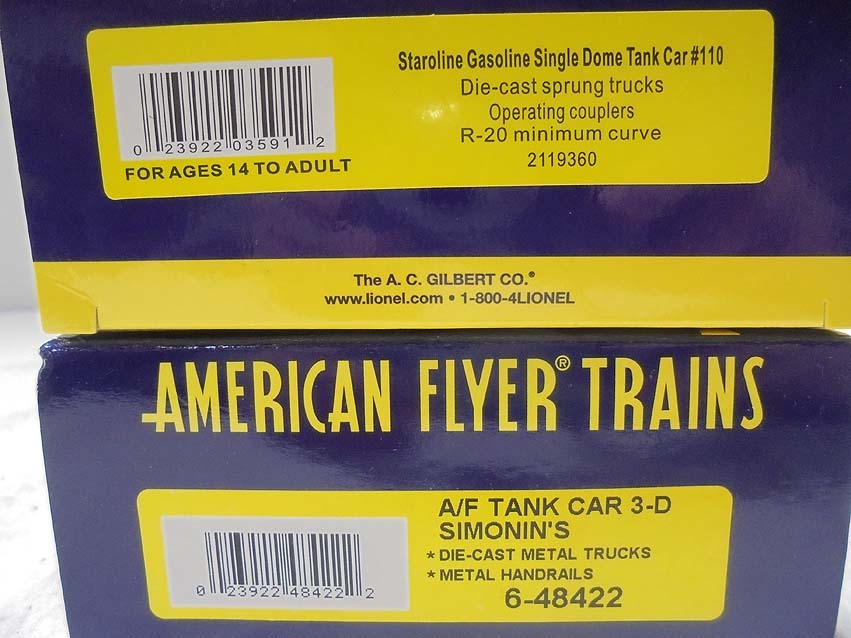 Staroline Gasoline Single Dome Tank Car #110
Die-cast sprung trucks
Operating couplers
R-20 minimum curve
2119360
0 23922 03591 2
FOR AGES 14 TO ADULT
The A. C. GILBERT CO.®
www.lionel.com • 1-800-4LIONEL
AMERICAN FLYER® TRAINS
A/F TANK CAR 3-D
SIMONIN'S
* DIE-CAST METAL TRUCKS
* METAL HANDRAILS
6-48422
0 23922 48422 2